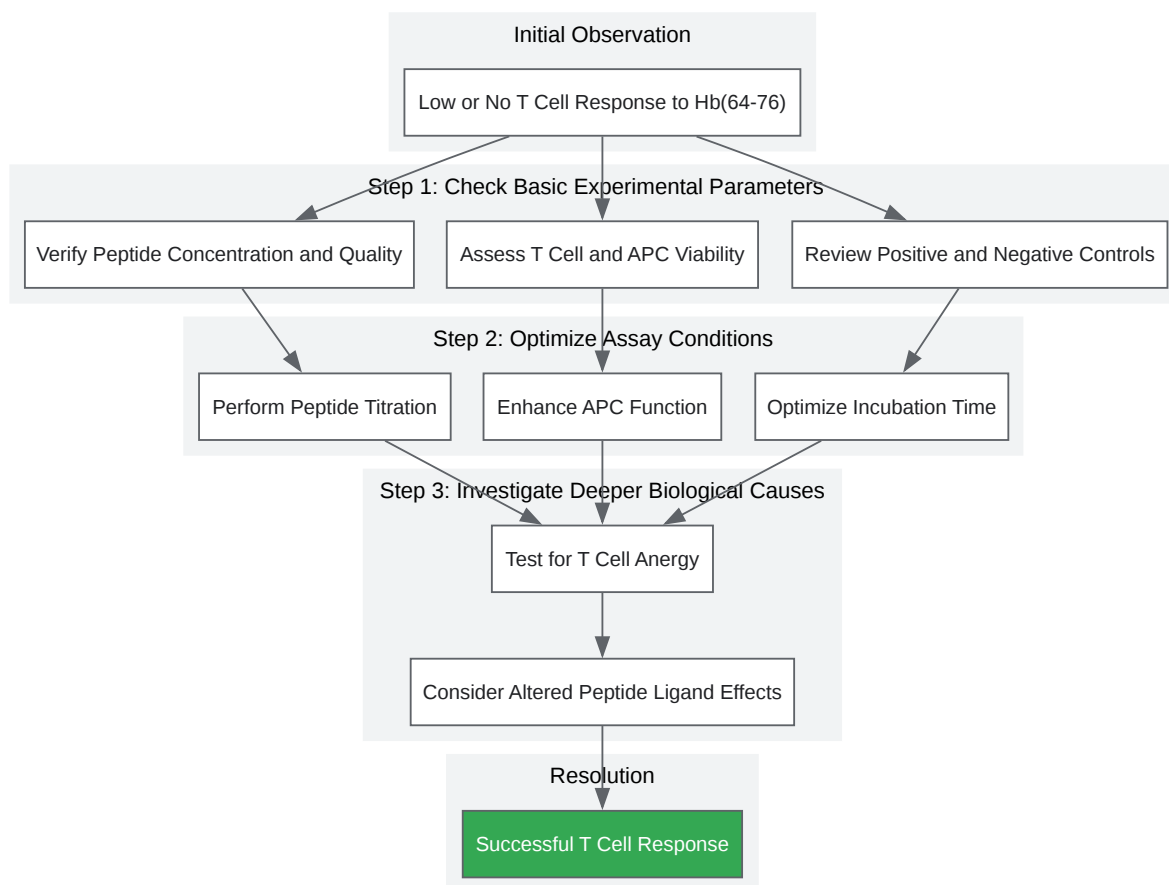 Initial Observation
Low or No T Cell Response to Hb(64-76)
Step 1: Check Basic Experimental Parameters
Verify Peptide Concentration and Quality
Assess T Cell and APC Viability
Review Positive and Negative Controls
Step 2: Optimize Assay Conditions
Perform Peptide Titration
Enhance APC Function
Optimize Incubation Time
Step 3: Investigate Deeper Biological Causes
Test for T Cell Anergy
Consider Altered Peptide Ligand Effects
Resolution
Successful T Cell Response